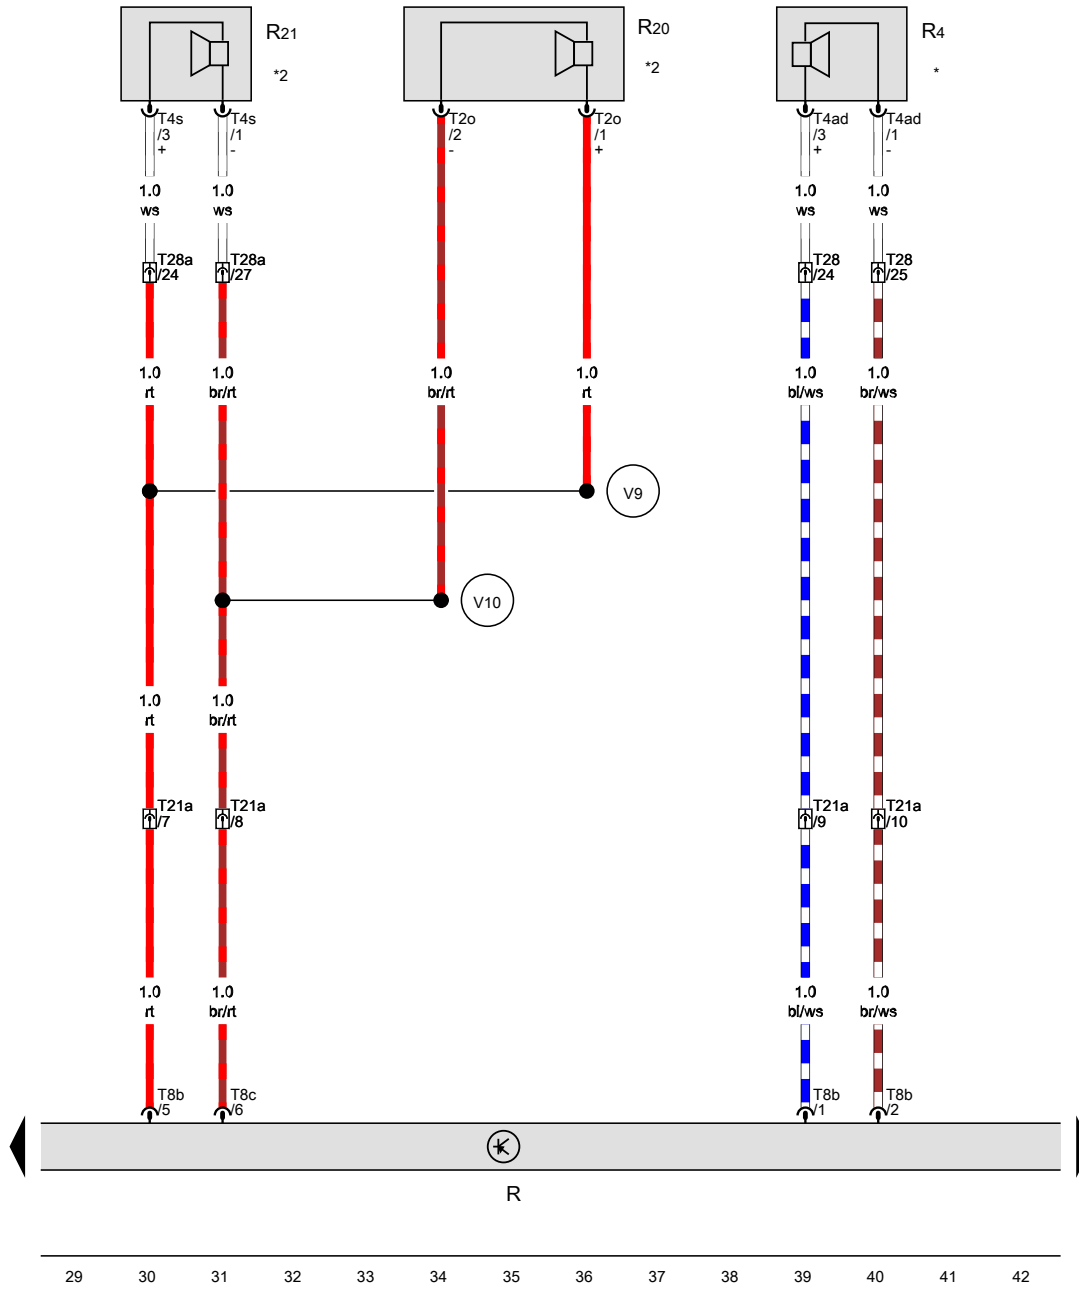 R21
*2
R20
*2
R4
*
T4s
/3
+
T4s
/1
-
T2o
/2
-
T2o
/1
+
T4ad
/3
+
T4ad
/1
-
1.0
ws
1.0
ws
1.0
ws
1.0
ws
T28a
/24
T28a
/27
T28
/24
T28
/25
1.0
rt
1.0
br/rt
1.0
br/rt
1.0
rt
1.0
bl/ws
1.0
br/ws
V9
V10
1.0
rt
1.0
br/rt
T21a
/7
T21a
/8
T21a
/9
T21a
/10
1.0
rt
1.0
br/rt
1.0
bl/ws
1.0
br/ws
T8b
/5
T8c
/6
T8b
/1
T8b
/2
R
29 30 31 32 33 34 35 36 37 38 39 40 41 42